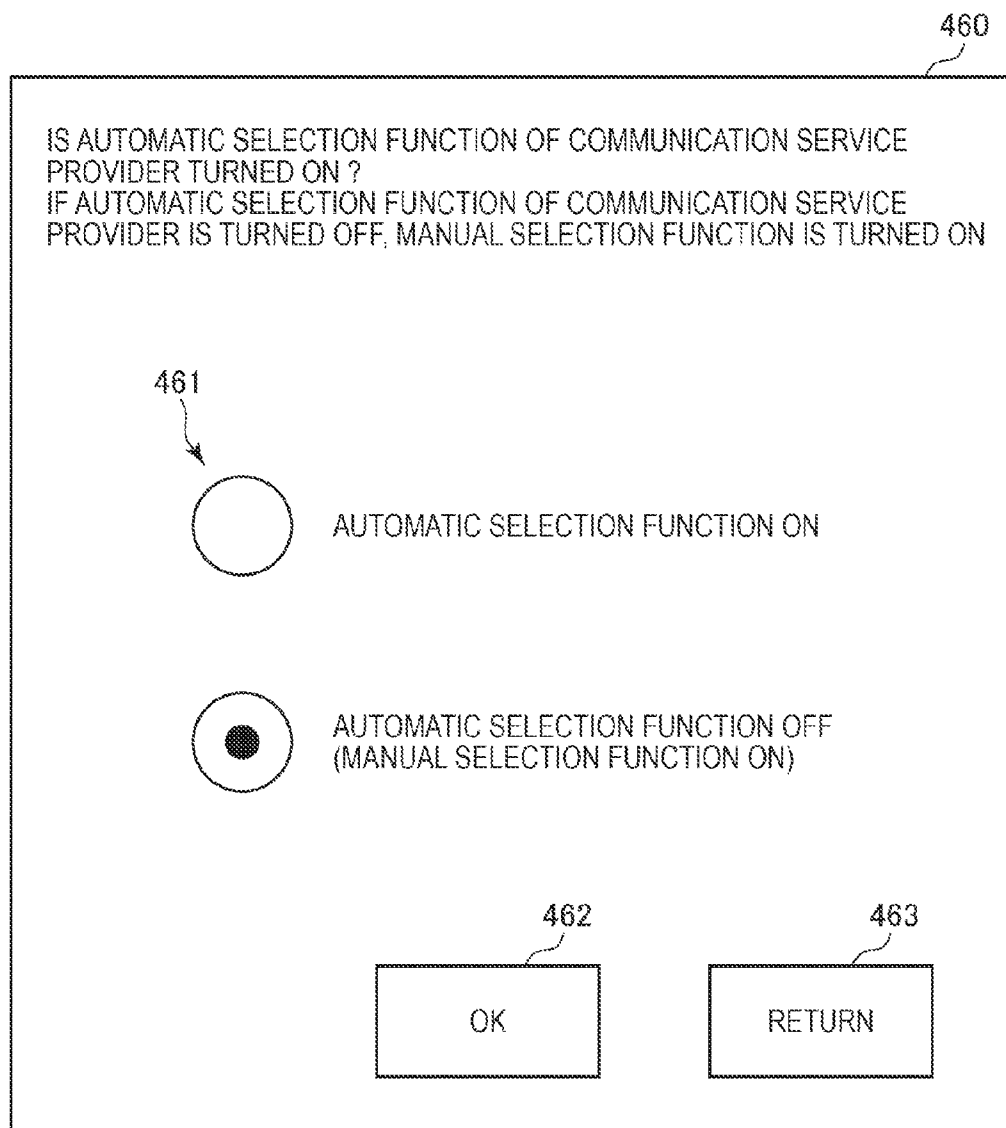 460
IS AUTOMATIC SELECTION FUNCTION OF COMMUNICATION SERVICE
PROVIDER TURNED ON ?
IF AUTOMATIC SELECTION FUNCTION OF COMMUNICATION SERVICE
PROVIDER IS TURNED OFF, MANUAL SELECTION FUNCTION IS TURNED ON
461
AUTOMATIC SELECTION FUNCTION ON
AUTOMATIC SELECTION FUNCTION OFF
(MANUAL SELECTION FUNCTION ON)
462
463
OK
RETURN